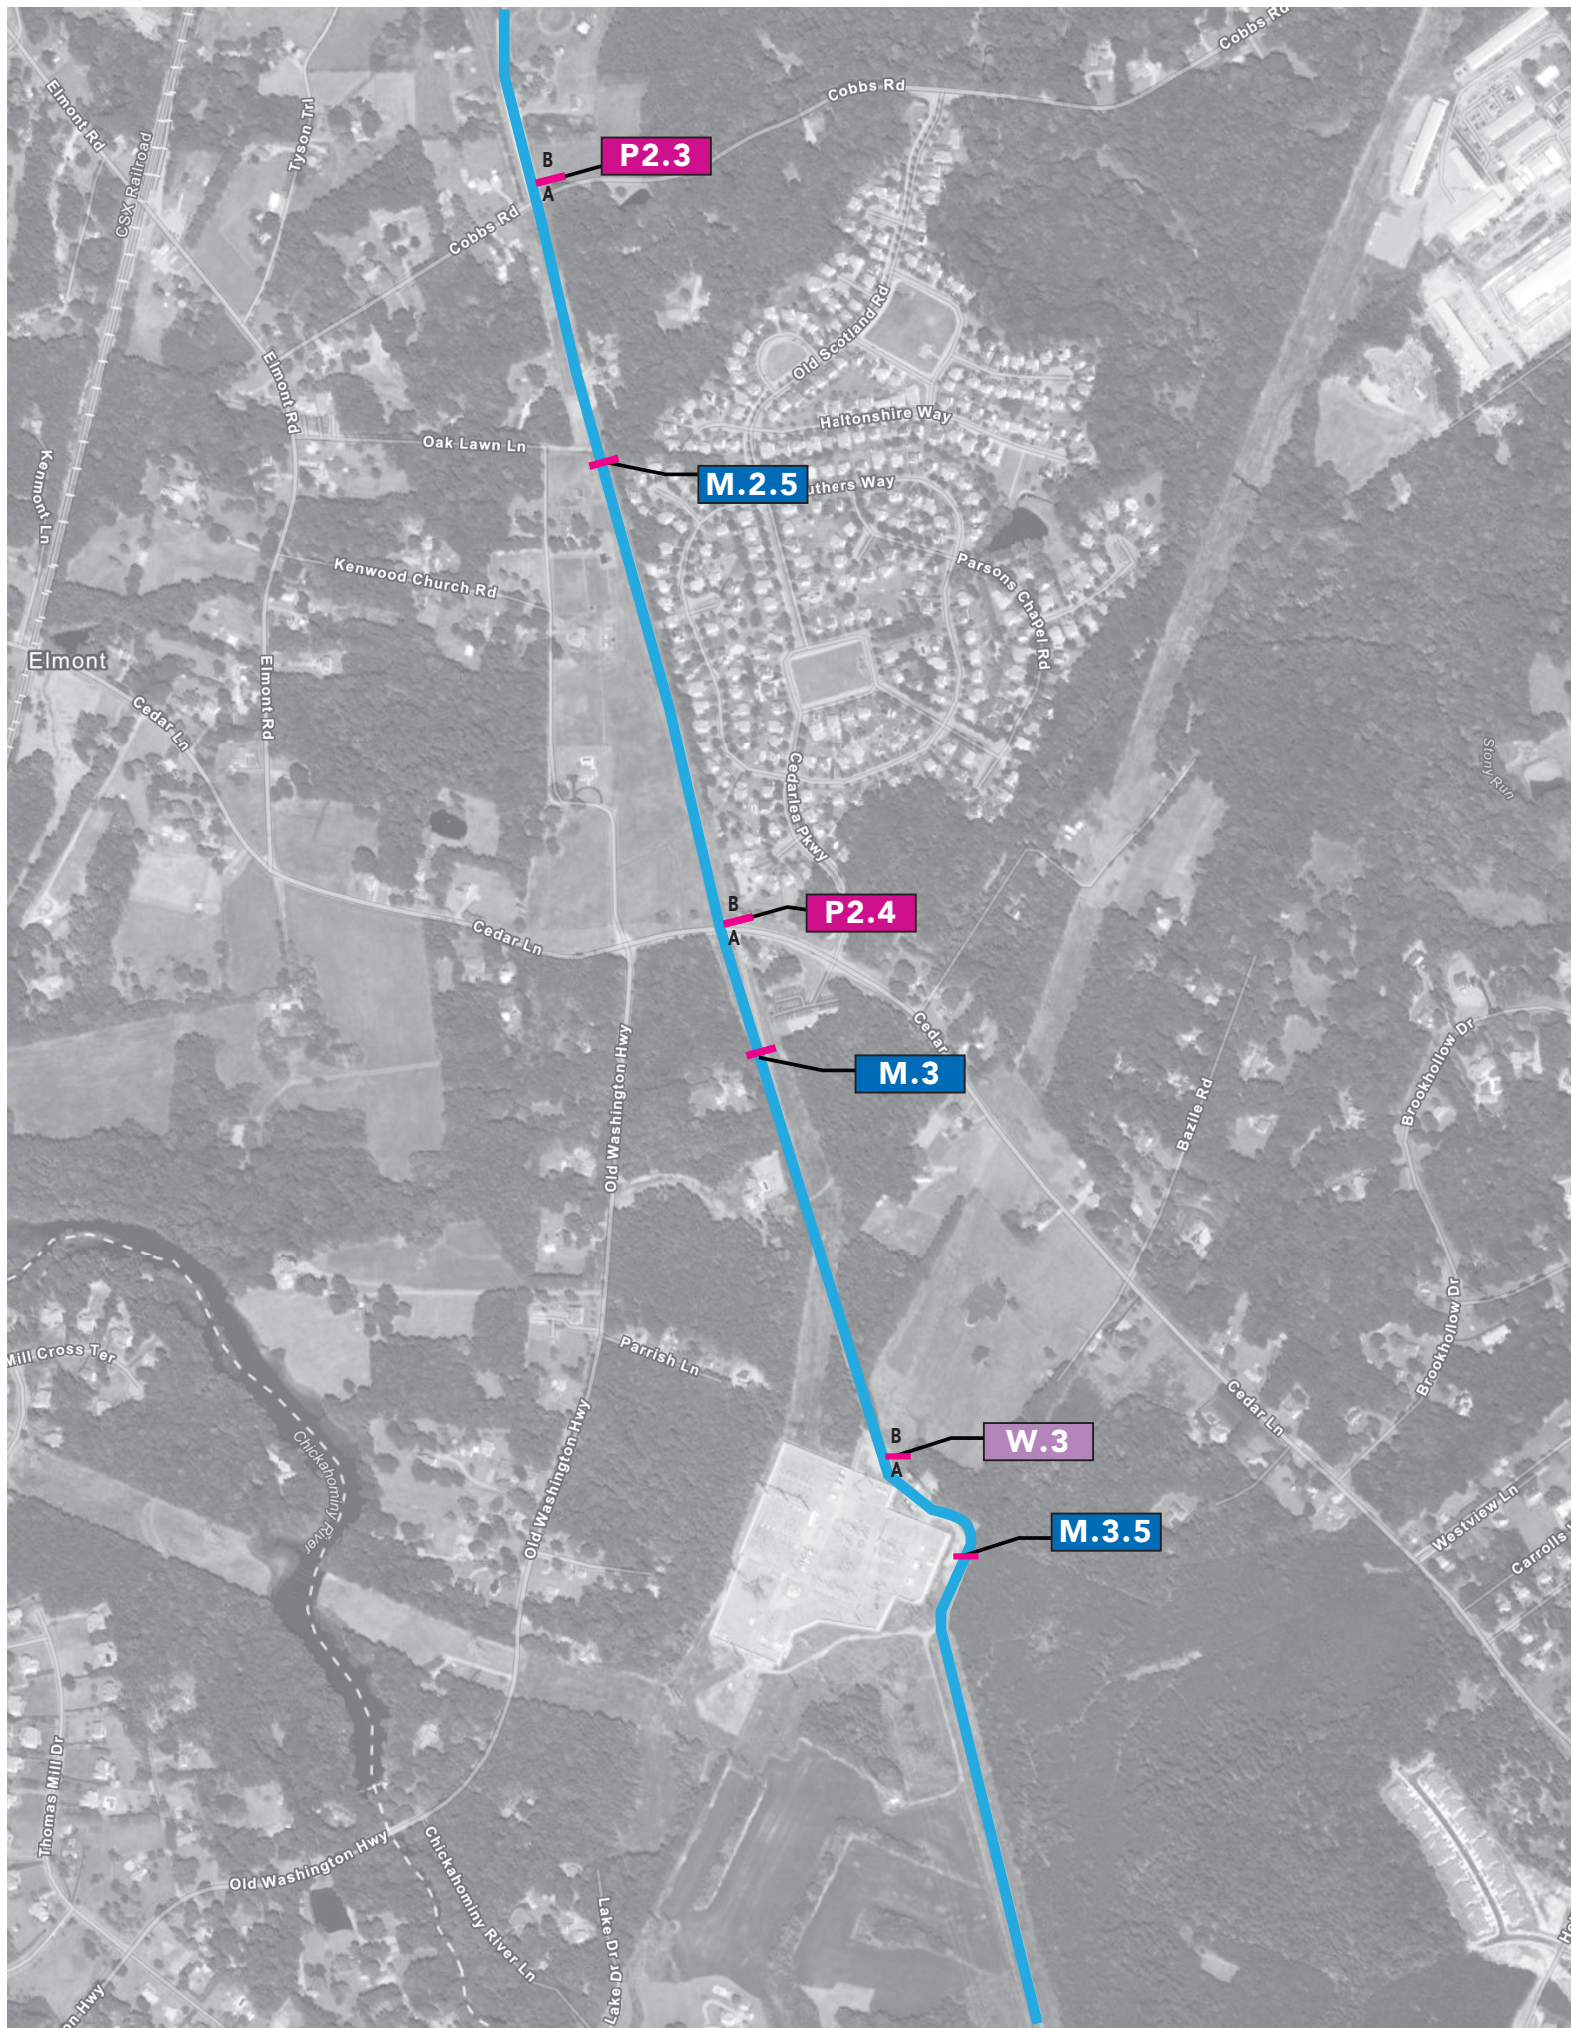 Cobbs Rd
Elmont Rd
Tyson Trl
Cobbs Rd
CSX Railroad
B
P2.3
A
Cobbs Rd
Old Scotland Rd
Elmont Rd
Haltonshire Way
Oak Lawn Ln
Kenmont Ln
M.2.5
uthers Way
Kenwood Church Rd
Parsons Chapel Rd
Elmont
Elmont Rd
Cedar Ln
Stony Run
Cedarlea Pkwy
B
P2.4
A
Cedar Ln
Cedar
Brookhollow Dr
M.3
Old Washington Hwy
Bazile Rd
Brookhollow Dr
Mill Cross Ter
Parrish Ln
Cedar Ln
B
W.3
A
Chickahominy River
Old Washington Hwy
M.3.5
Westview Ln
Carrolls
Thomas Mill Dr
Old Washington Hwy
Chickahominy River Ln
Lake Dr
Lake Dr
on Hwy